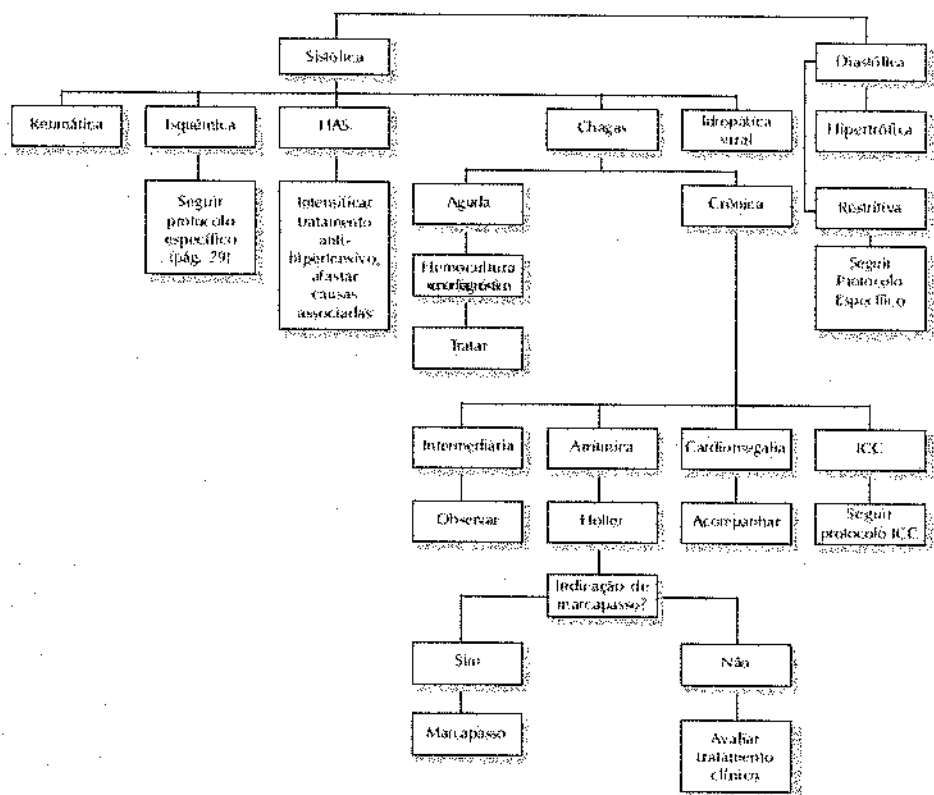 Sistólica
Diastólica
Reumática
Isquêmica
HAS
Chagas
Idiopática
viral
Hipertrófica
Seguir
protocolo
específico
(pág. 29)
Intensificar
tratamento
anti-
hipertensivo,
afastar
causas
associadas
Aguda
Crônica
Restritiva
Hemocultura
xenodiagnóstico
Seguir
Protocolo
Específico
Tratar
Intermediária
Arrítmica
Cardiomegalia
ICC
Observar
Holter
Acompanhar
Seguir
protocolo ICC
Indicação de
marcapasso?
Sim
Não
Marcapasso
Avaliar
tratamento
clínico